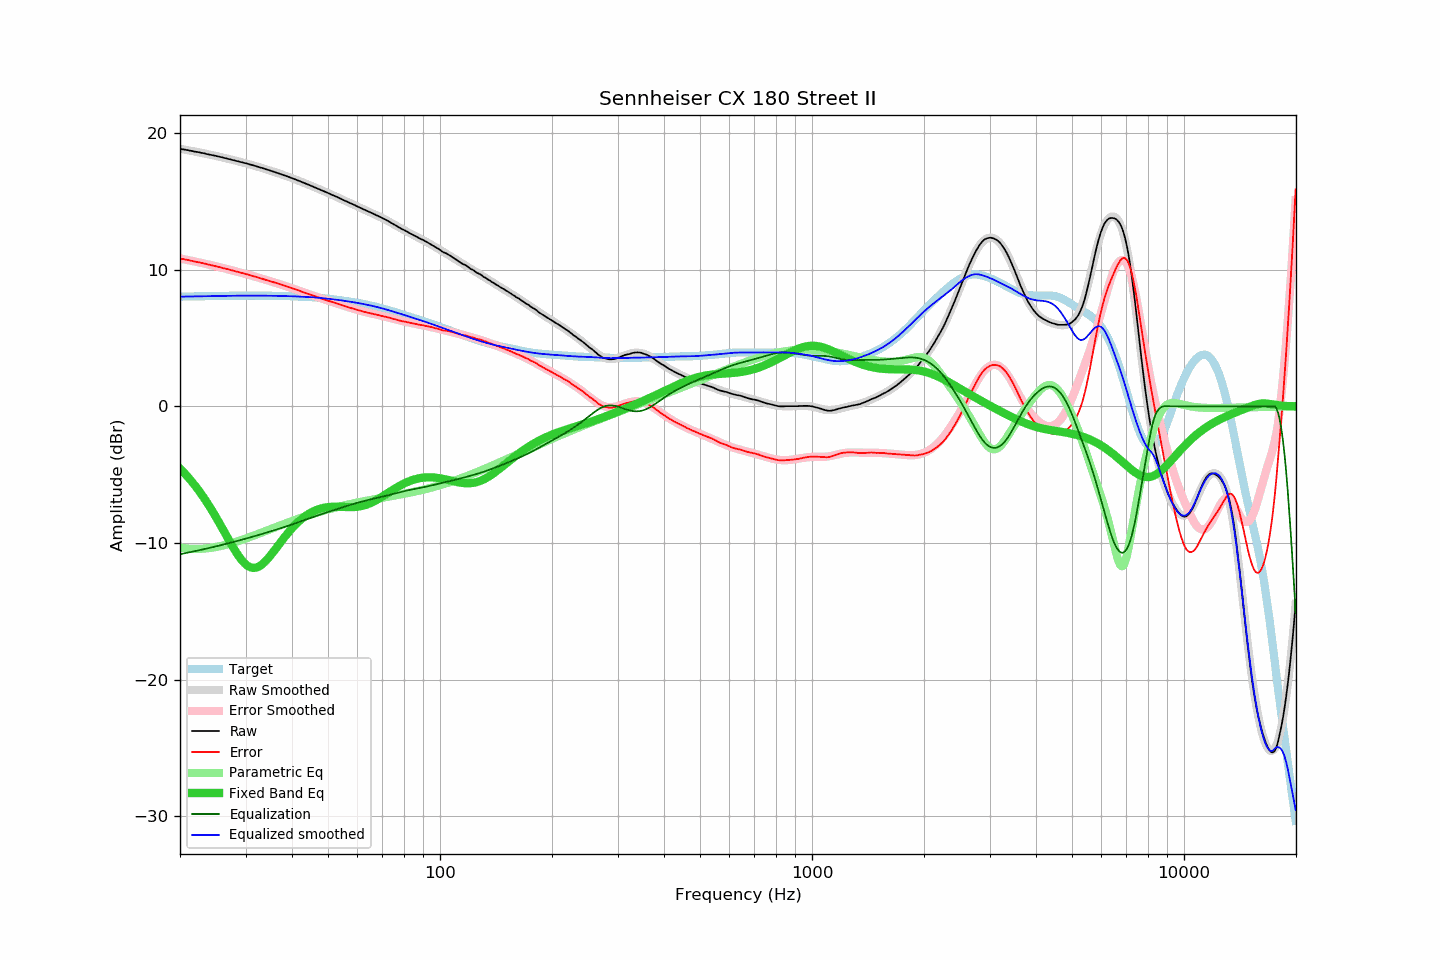 Sennheiser CX 180 Street II
20
10
0
−10
−20
−30
Amplitude (dBr)
Target
Raw Smoothed
Error Smoothed
Raw
Error
Parametric Eq
Fixed Band Eq
Equalization
Equalized smoothed
100
1000
10000
Frequency (Hz)